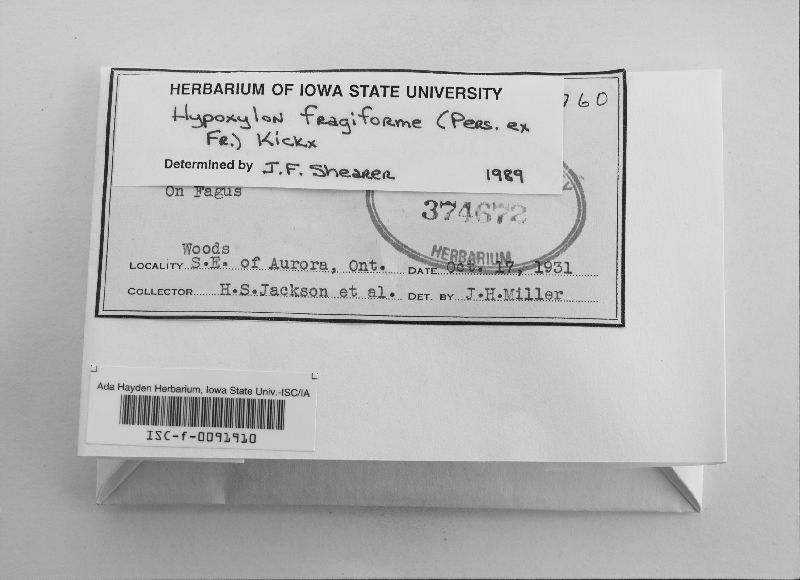 HERBARIUM OF IOWA STATE UNIVERSITY
Hypoxylon fragiforme (Pers. ex
Fr.) Kickx
Determined by J.F. Shearer 1989
760
On Fagus
374672
HERBARIUM
Woods
LOCALITY S.E. of Aurora, Ont. DATE Oct. 17, 1931
COLLECTOR H.S.Jackson et al. DET. BY J.H.Miller
Ada Hayden Herbarium, Iowa State Univ.-ISC/IA
ISC-f-0091910